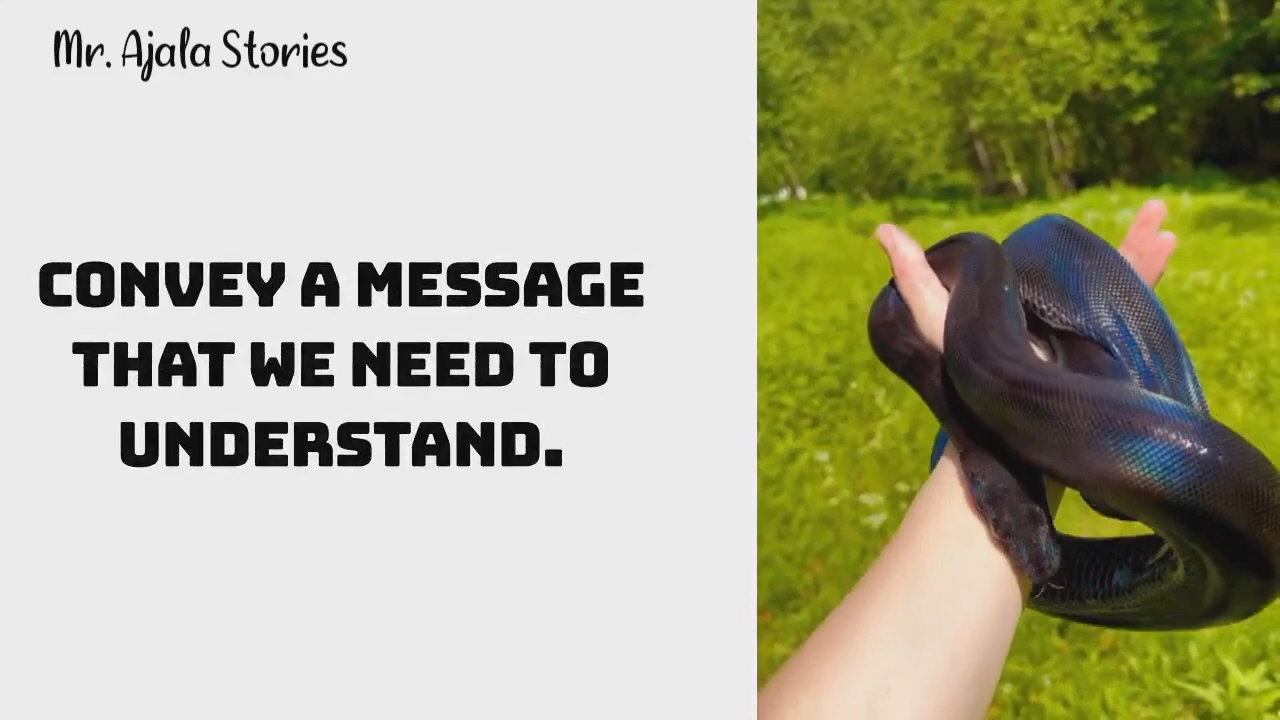 Mr. Ajala Stories
CONVEY A MESSAGE
THAT WE NEED TO
UNDERSTAND.